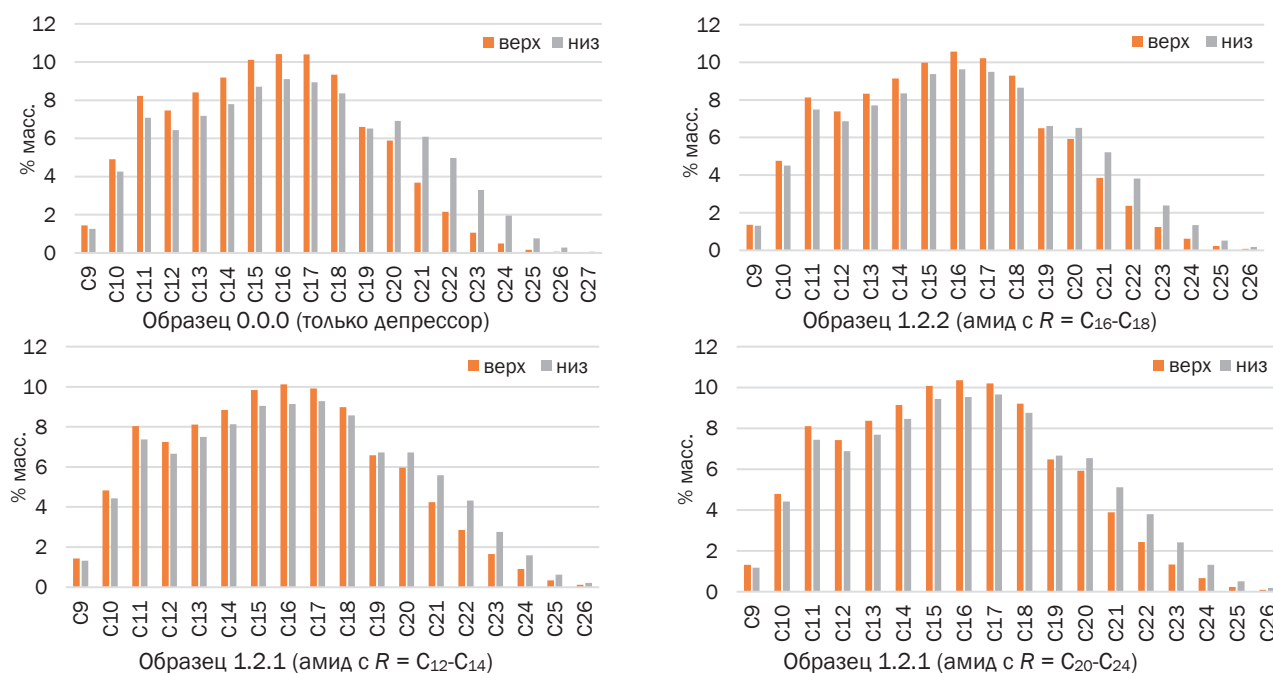 12
10
8
6
4
2
0
% масс.
верх низ
C9 C10 C11 C12 C13 C14 C15 C16 C17 C18 C19 C20 C21 C22 C23 C24 C25 C26 C27
Образец 0.0.0 (только депрессор)
12
10
8
6
4
2
0
% масс.
верх низ
C9 C10 C11 C12 C13 C14 C15 C16 C17 C18 C19 C20 C21 C22 C23 C24 C25 C26
Образец 1.2.2 (амид с R = C₁₆-C₁₈)
12
10
8
6
4
2
0
% масс.
верх низ
C9 C10 C11 C12 C13 C14 C15 C16 C17 C18 C19 C20 C21 C22 C23 C24 C25 C26
Образец 1.2.1 (амид с R = C₁₂-C₁₄)
12
10
8
6
4
2
0
% масс.
верх низ
C9 C10 C11 C12 C13 C14 C15 C16 C17 C18 C19 C20 C21 C22 C23 C24 C25 C26
Образец 1.2.1 (амид с R = C₂₀-C₂₄)